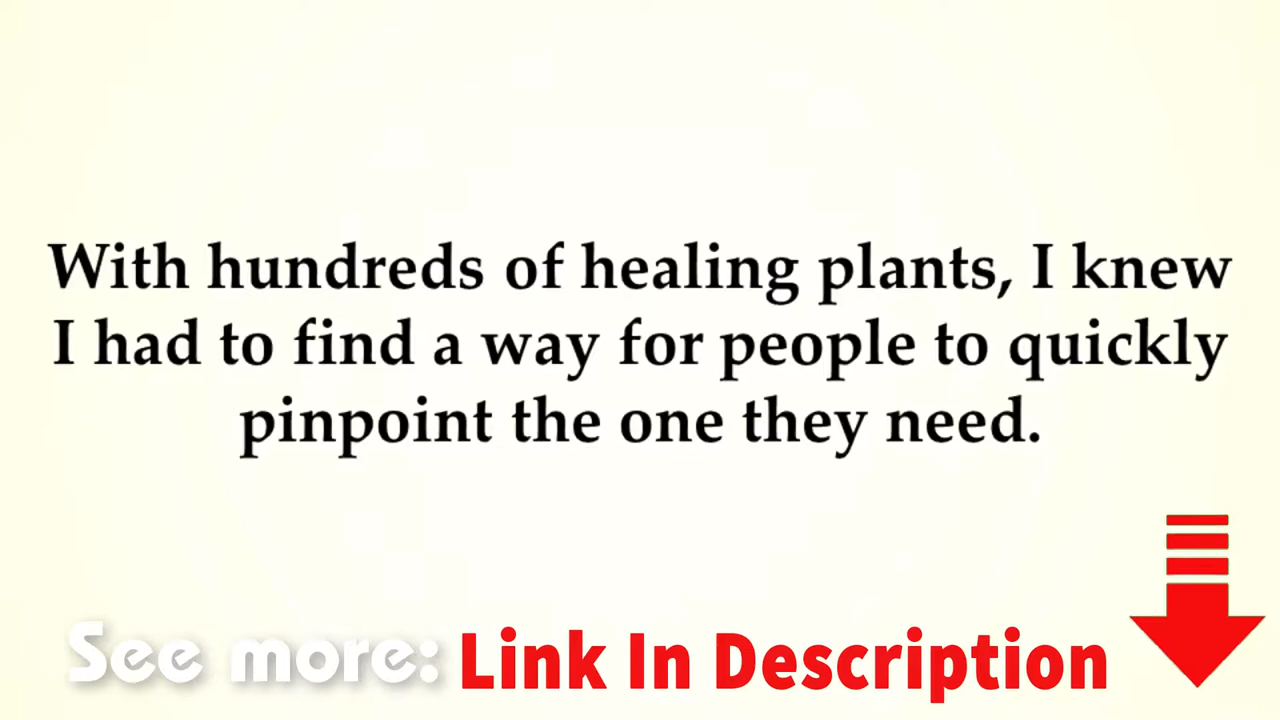 With hundreds of healing plants, I knew
I had to find a way for people to quickly
pinpoint the one they need.
See more: Link In Description